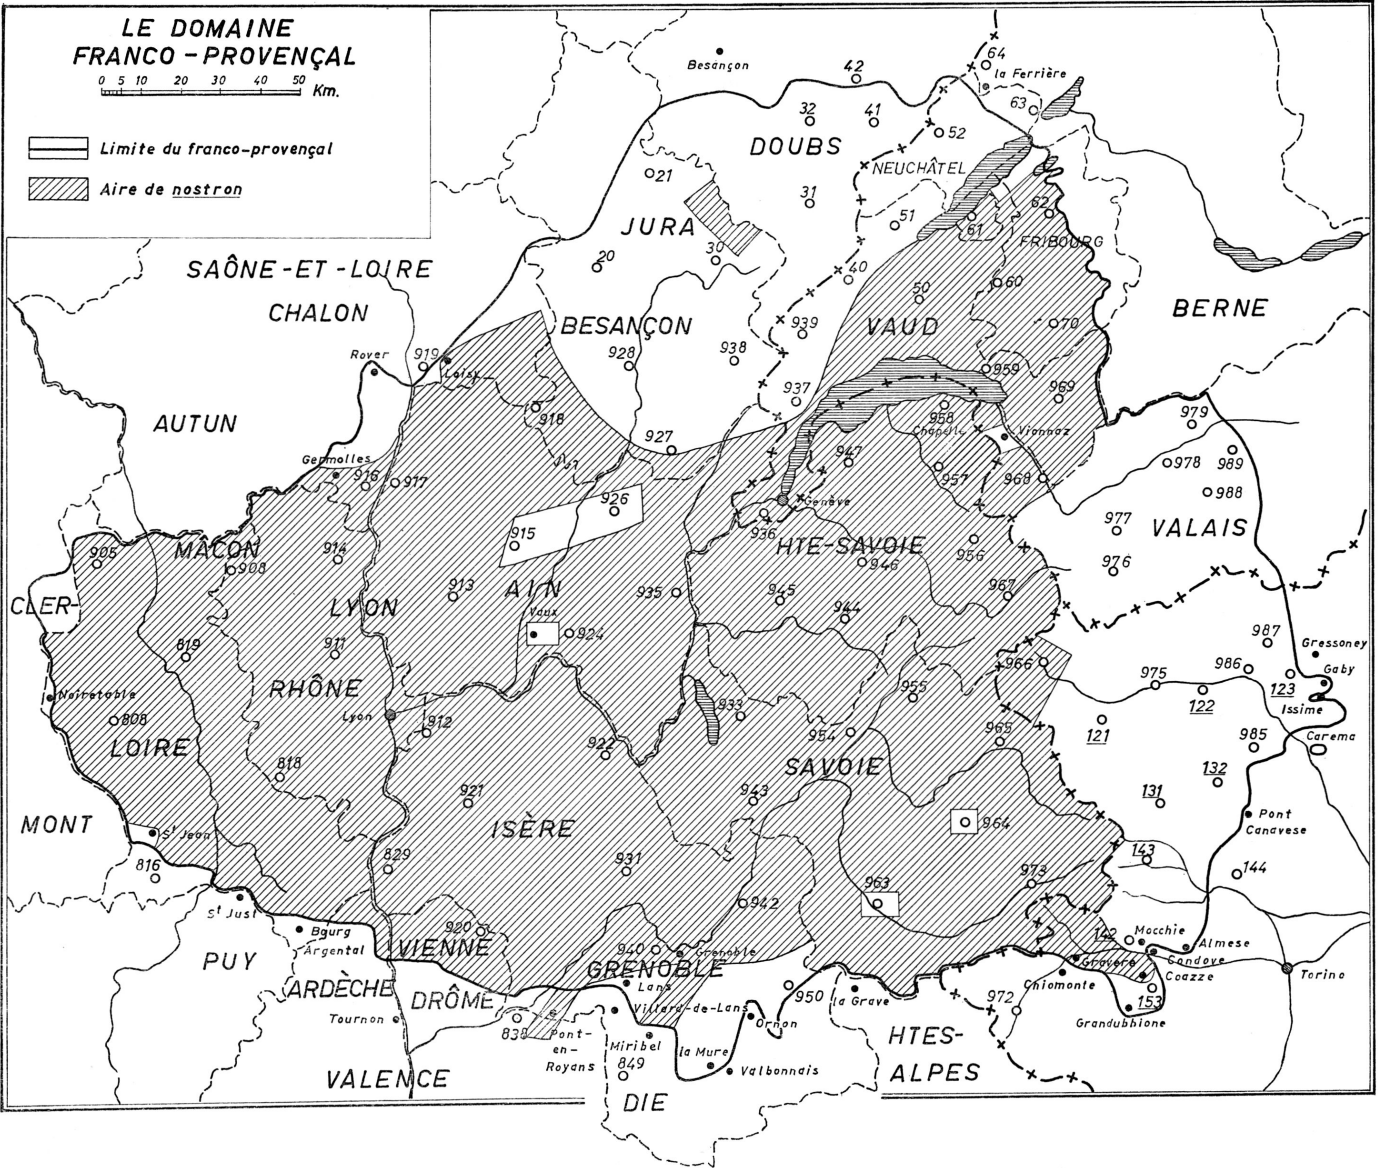 LE DOMAINE
FRANCO-PROVENÇAL
0 5 10 20 30 40 50 Km.
Limite du franco-provençal
Aire de nostron
Besançon
42
64
la Ferrière
63
32
41
52
DOUBS
NEUCHÂTEL
21
31
51
61
62
JURA
FRIBOURG
20
30
40
50
60
SAÔNE-ET-LOIRE
CHALON
BESANÇON
VAUD
70
BERNE
939
Royer
919
Loisy
928
938
959
969
937
918
958
Chapelle
Vionnaz
979
AUTUN
927
947
957
968
978
989
Germolles
916
917
988
926
Genève
936
977
VALAIS
905
MÂCON
908
914
915
HTE-SAVOIE
946
956
976
CLER-
LYON
913
AIN
935
945
944
967
Vaux
924
819
911
987
Gressoney
966
986
Gaby
Noiretable
RHÔNE
975
123
Issime
808
Lyon
912
955
122
LOIRE
933
954
965
121
985
Carema
922
818
SAVOIE
921
943
131
132
MONT
ISÈRE
964
Pont
Canavese
St Jean
816
829
931
973
143
144
942
963
St Just
Bourg
Argental
920
VIENNE
940
Grenoble
GRENOBLE
142
Mocchie
Almese
Condove
Gravere
Coazze
Torino
PUY
ARDÈCHE
DRÔME
Lans
950
la Grave
Chiomonte
153
972
Grandubbione
Tournon
838
Pont-
en-
Royans
Villard-de-Lans
Ornon
HTES-
ALPES
Miribel
la Mure
Valbonnais
849
VALENCE
DIE